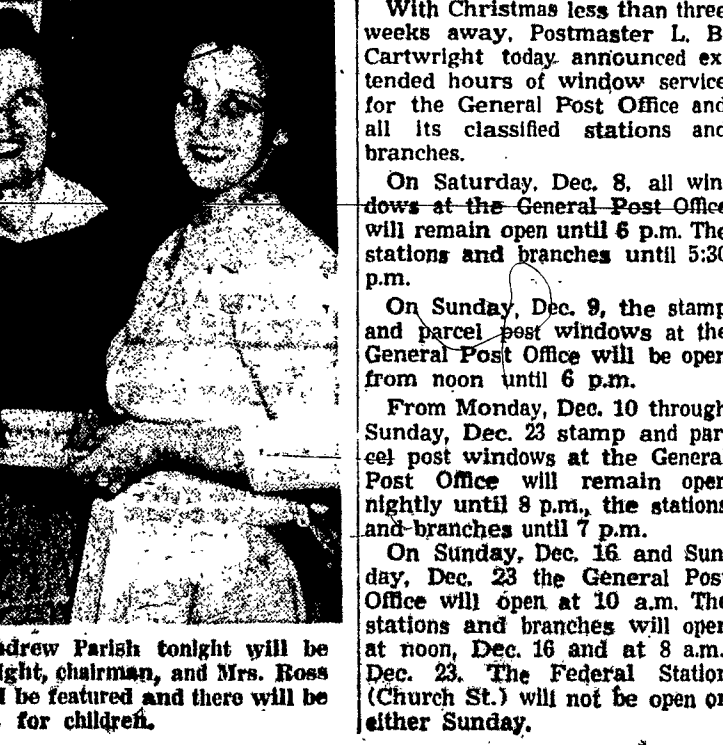 With Christmas less than three
weeks away, Postmaster L. B.
Cartwright today announced ex
tended hours of window service
for the General Post Office and
all its classified stations and
branches.
On Saturday, Dec. 8, all win
dows at the General Post Office
will remain open until 6 p.m. The
stations and branches until 5:30
p.m.
On Sunday, Dec. 9, the stamp
and parcel post windows at the
General Post Office will be open
from noon until 6 p.m.
From Monday, Dec. 10 through
Sunday, Dec. 23 stamp and par
cel post windows at the General
Post Office will remain open
nightly until 8 p.m., the stations
and branches until 7 p.m.
On Sunday, Dec. 16 and Sun
day, Dec. 23 the General Post
Office will open at 10 a.m. The
stations and branches will open
at noon, Dec. 16 and at 8 a.m.
Dec. 23. The Federal Station
(Church St.) will not be open on
either Sunday.
ndrew Parish tonight will be
ight, chairman, and Mrs. Ross
l be featured and there will be
for children.